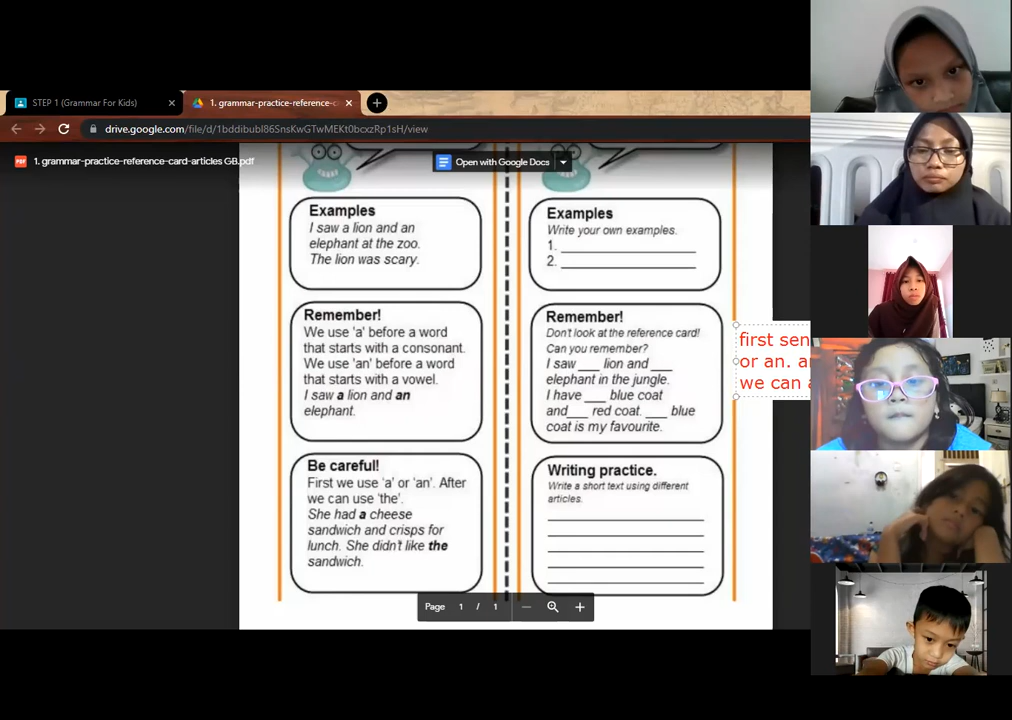 STEP 1 (Grammar For Kids)
1. grammar-practice-reference-c
drive.google.com/file/d/1bddibubl86SnsKwGTwMEKt0bcxzRp1sH/view
PDF 1. grammar-practice-reference-card-articles GB.pdf
Open with Google Docs
Examples
I saw a lion and an
elephant at the zoo.
The lion was scary.
Remember!
We use 'a' before a word
that starts with a consonant.
We use 'an' before a word
that starts with a vowel.
I saw a lion and an
elephant.
Be careful!
First we use 'a' or 'an'. After
we can use 'the'.
She had a cheese
sandwich and crisps for
lunch. She didn't like the
sandwich.
Examples
Write your own examples.
1. ____________________
2. ____________________
Remember!
Don't look at the reference card!
Can you remember?
I saw ___ lion and ___
elephant in the jungle.
I have ___ blue coat
and___ red coat. ___ blue
coat is my favourite.
Writing practice.
Write a short text using different
articles.
first sen
or an. a
we can a
Page 1 / 1